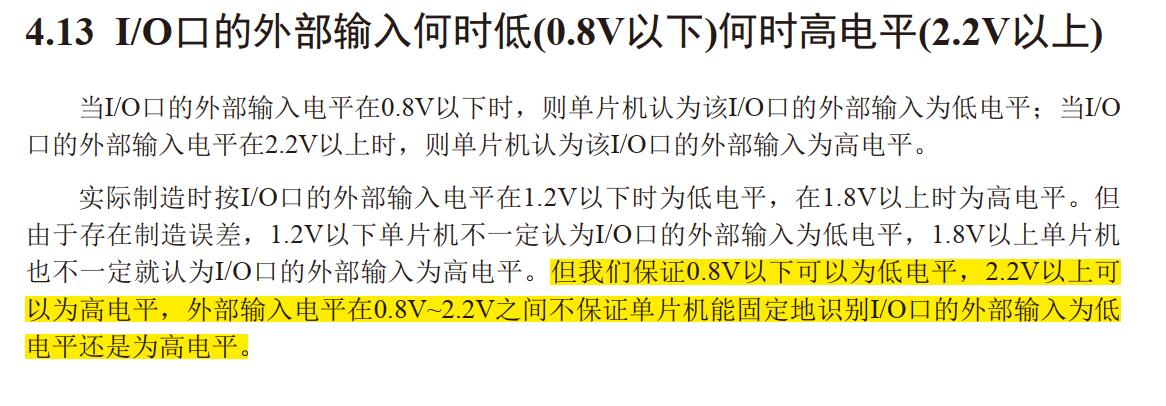 4.13 I/O口的外部输入何时低(0.8V以下)何时高电平(2.2V以上)
当I/O口的外部输入电平在0.8V以下时，则单片机认为该I/O口的外部输入为低电平；当I/O
口的外部输入电平在2.2V以上时，则单片机认为该I/O口的外部输入为高电平。
实际制造时按I/O口的外部输入电平在1.2V以下时为低电平，在1.8V以上时为高电平。但
由于存在制造误差，1.2V以下单片机不一定认为I/O口的外部输入为低电平，1.8V以上单片机
也不一定就认为I/O口的外部输入为高电平。但我们保证0.8V以下可以为低电平，2.2V以上可
以为高电平，外部输入电平在0.8V~2.2V之间不保证单片机能固定地识别I/O口的外部输入为低
电平还是为高电平。